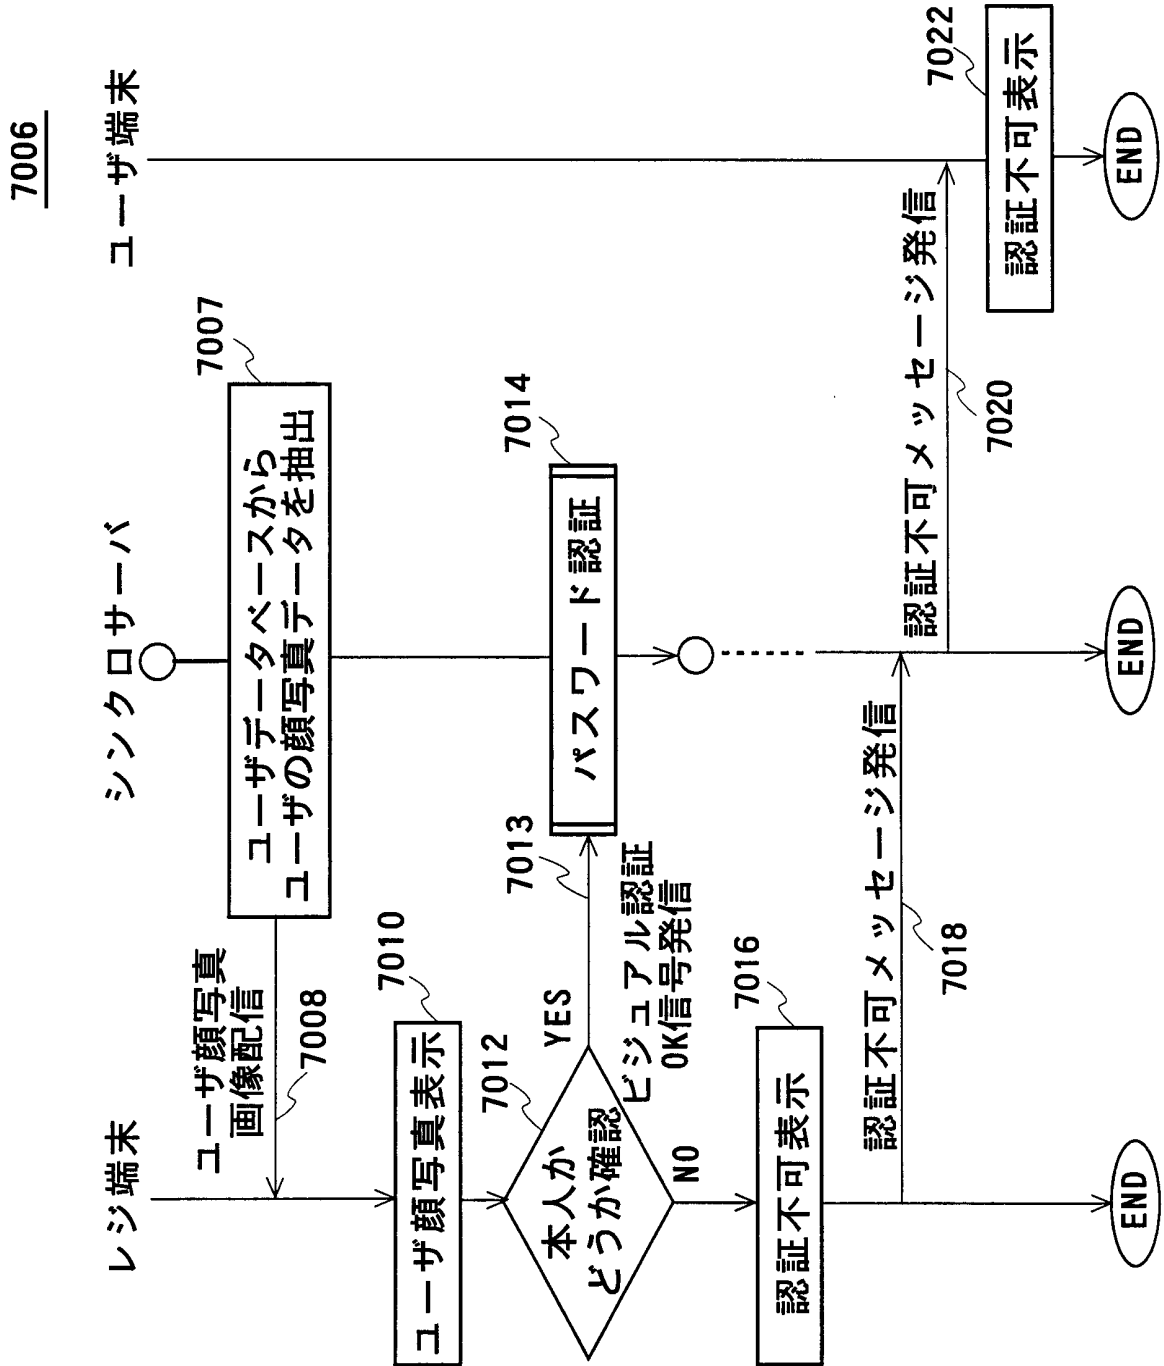 7006
レジ端末
シンクロサーバ
ユーザ端末
7007
ユーザデータベースから
ユーザの顔写真データを抽出
ユーザ顔写真
画像配信
7008
7010
ユーザ顔写真表示
7012
本人か
どうか確認
YES
7013
ビジュアル認証
OK信号発信
7014
パスワード認証
NO
7016
認証不可表示
認証不可メッセージ発信
7018
認証不可メッセージ発信
7020
7022
認証不可表示
END
END
END